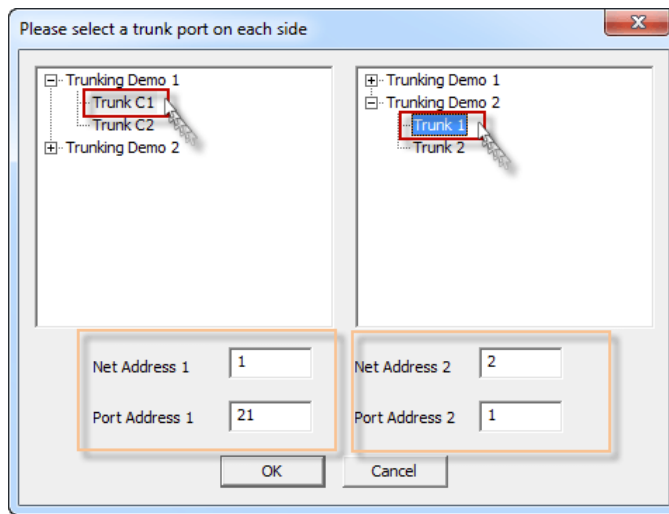 Please select a trunk port on each side
Trunking Demo 1
Trunk C1
Trunk C2
Trunking Demo 2
Trunking Demo 1
Trunking Demo 2
Trunk 1
Trunk 2
Net Address 1 1
Port Address 1 21
Net Address 2 2
Port Address 2 1
OK Cancel